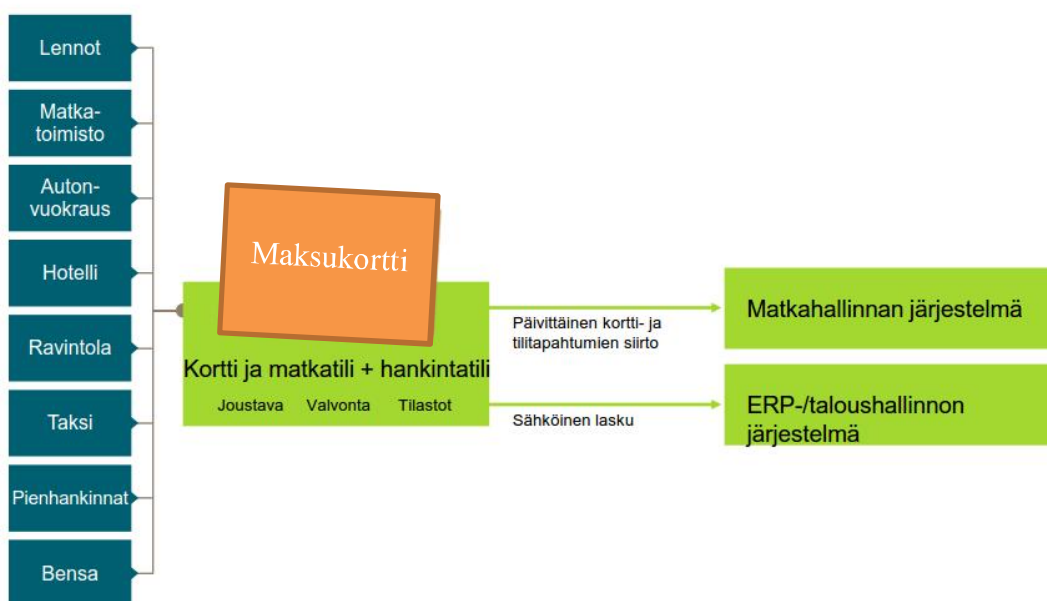 Lennot
Matka-
toimisto
Auton-
vuokraus
Hotelli
Ravintola
Taksi
Pienhankinnat
Bensa
Maksukortti
Kortti ja matkatili + hankintatili
Joustava Valvonta Tilastot
Päivittäinen kortti- ja
tilitapahtumien siirto
Sähköinen lasku
Matkahallinnan järjestelmä
ERP-/taloushallinnon
järjestelmä